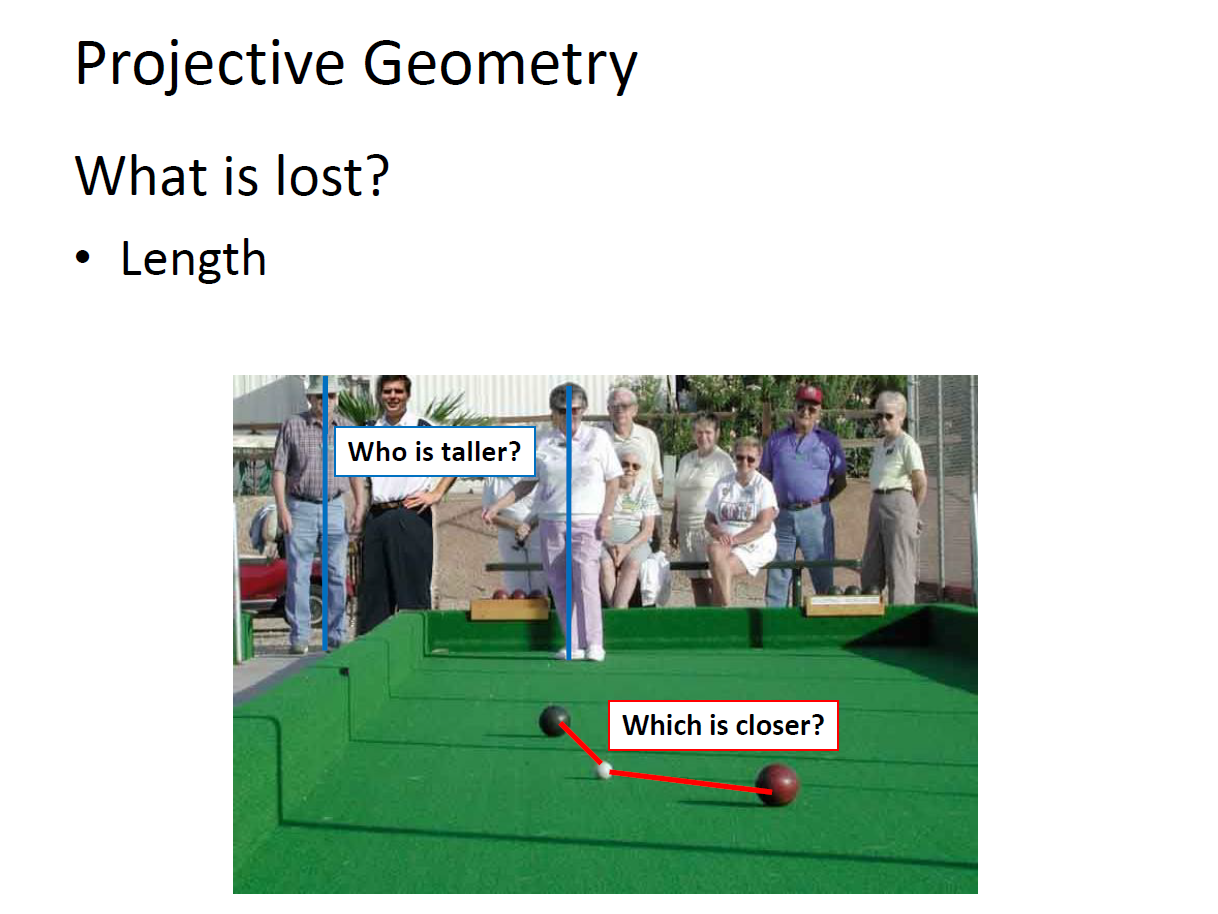 Projective Geometry
What is lost?
• Length
Who is taller?
Which is closer?